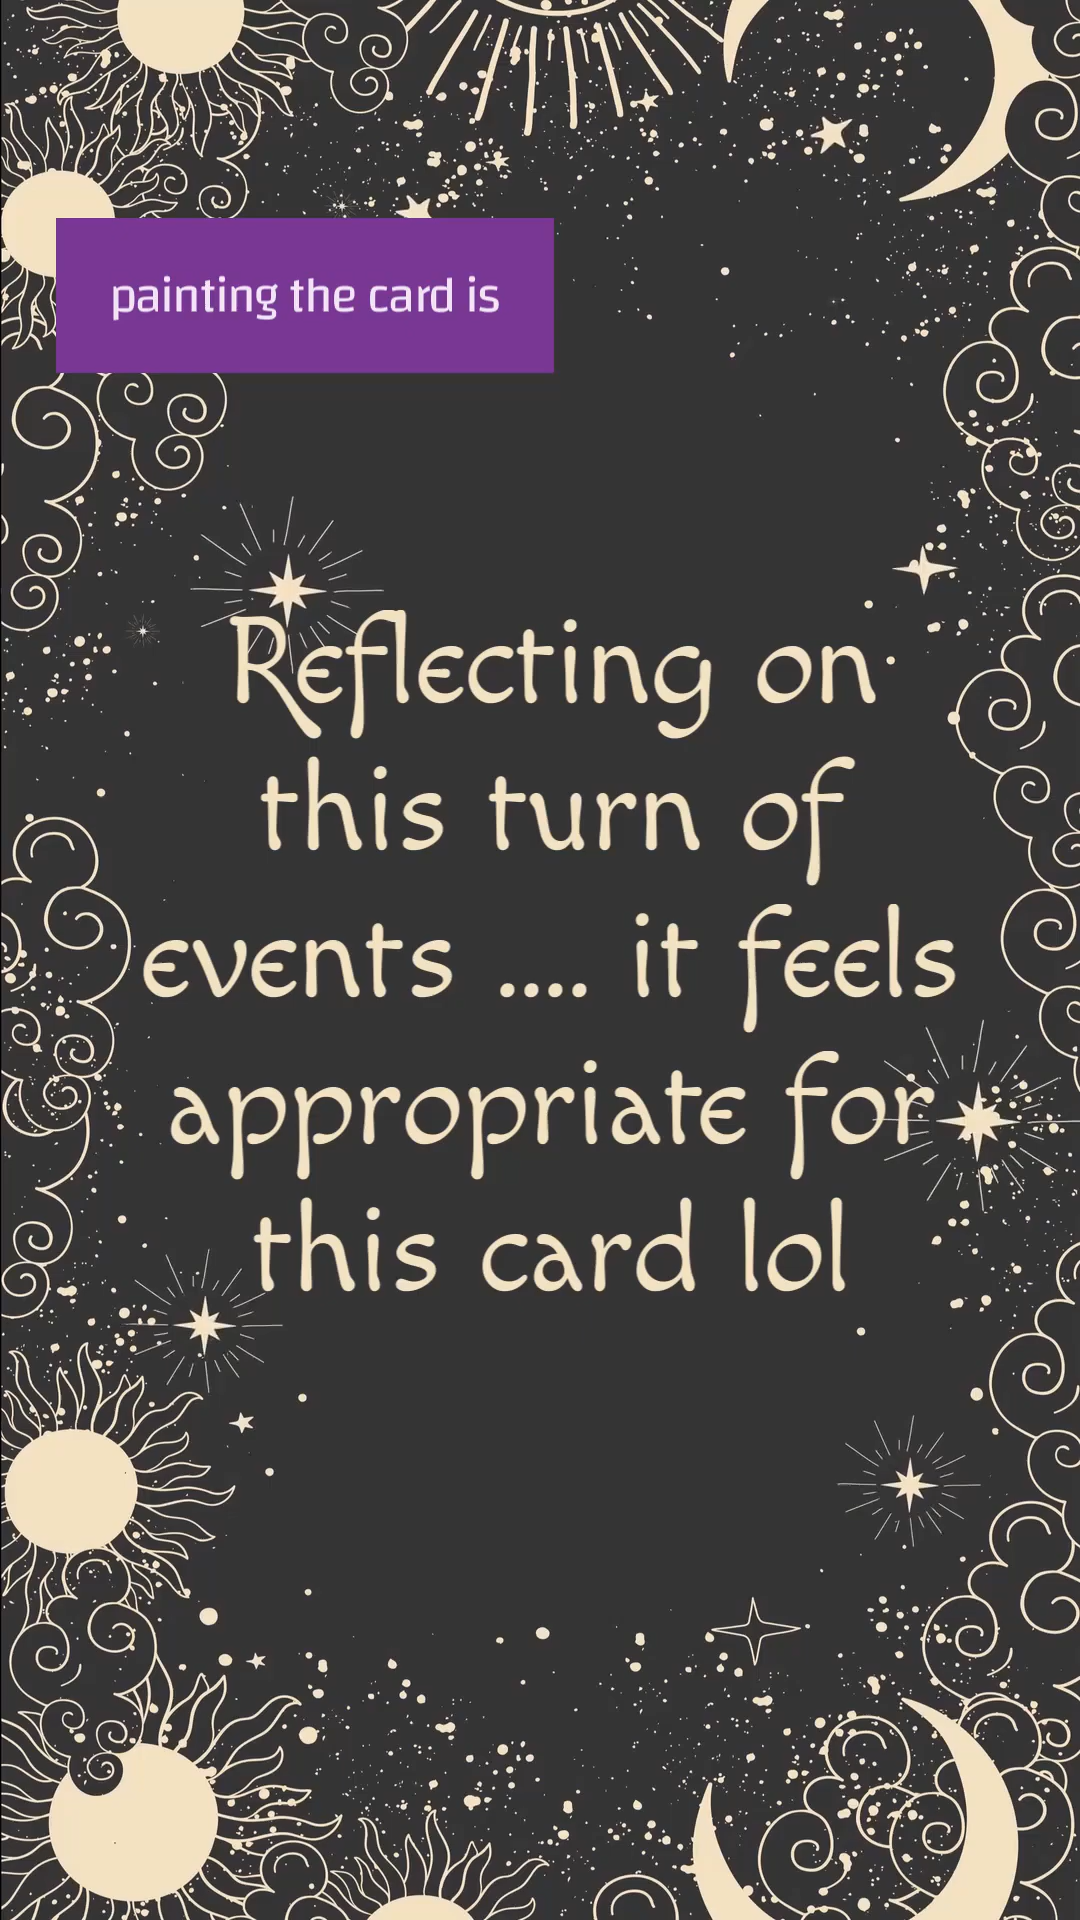 painting the card is
Reflecting on
this turn of
events .... it feels
appropriate for
this card lol